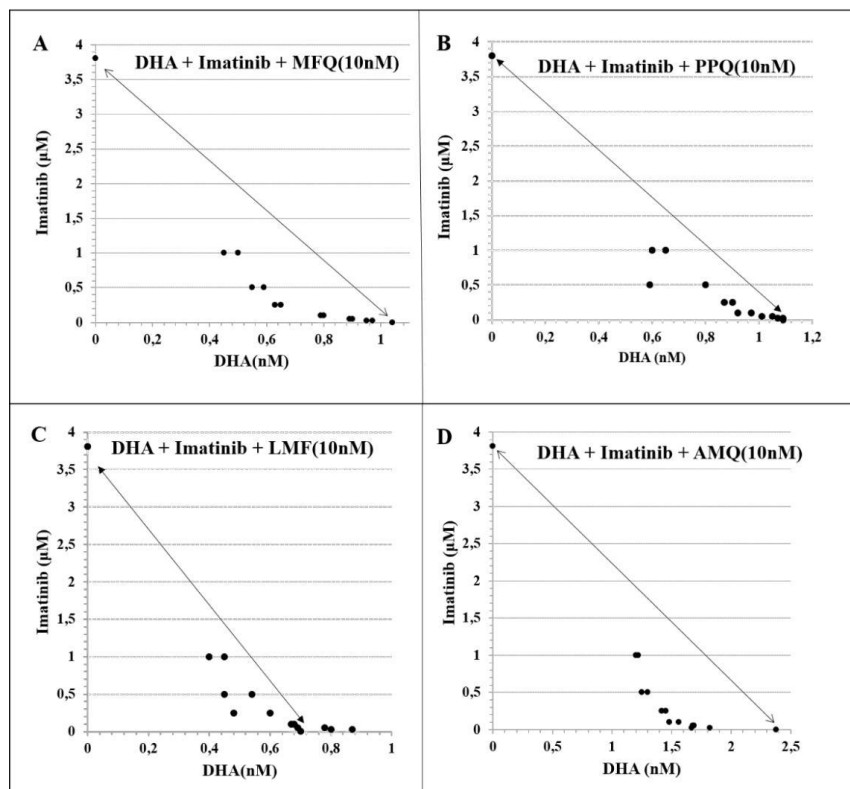 A
DHA + Imatinib + MFQ(10nM)
Imatinib (µM)
4
3,5
3
2,5
2
1,5
1
0,5
0
0 0,2 0,4 0,6 0,8 1
DHA(nM)
B
DHA + Imatinib + PPQ(10nM)
Imatinib (µM)
4
3,5
3
2,5
2
1,5
1
0,5
0
0 0,2 0,4 0,6 0,8 1 1,2
DHA (nM)
C
DHA + Imatinib + LMF(10nM)
Imatinib (µM)
4
3,5
3
2,5
2
1,5
1
0,5
0
0 0,2 0,4 0,6 0,8 1
DHA(nM)
D
DHA + Imatinib + AMQ(10nM)
Imatinib (µM)
4
3,5
3
2,5
2
1,5
1
0,5
0
0 0,5 1 1,5 2 2,5
DHA (nM)